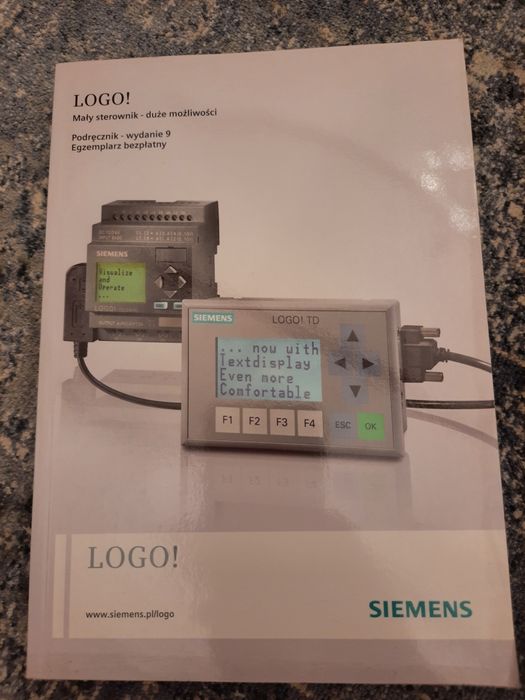 LOGO!
Mały sterownik - duże możliwości
Podręcznik - wydanie 9
Egzemplarz bezpłatny
SIEMENS
Visualize
and
Operate
...
LOGO!
SIEMENS
LOGO! TD
... now with
Textdisplay
Even more
Comfortable
F1 F2 F3 F4 ESC OK
LOGO!
www.siemens.pl/logo
SIEMENS